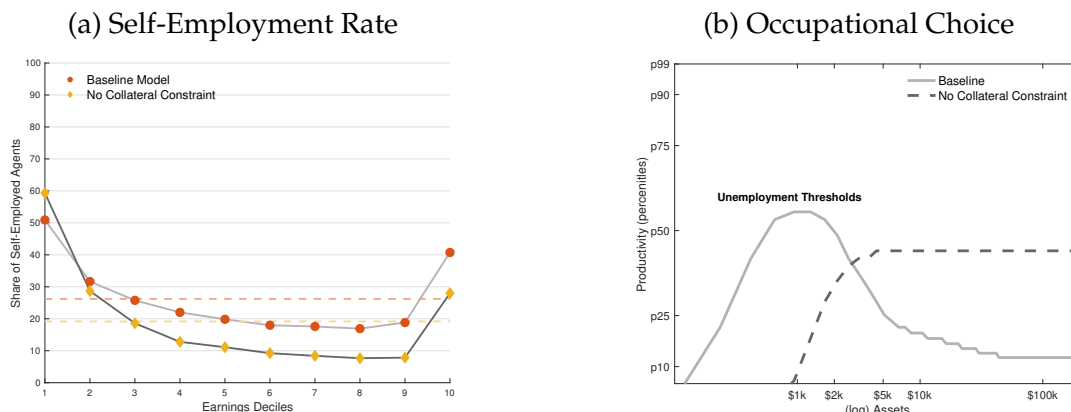 (a) Self-Employment Rate
(b) Occupational Choice
Baseline Model
No Collateral Constraint
Share of Self-Employed Agents
100
90
80
70
60
50
40
30
20
10
0
1 2 3 4 5 6 7 8 9 10
Earnings Deciles
Baseline
No Collateral Constraint
Unemployment Thresholds
Productivity (percenitles)
p99
p90
p75
p50
p25
p10
$1k $2k $5k $10k $100k
(log) Assets